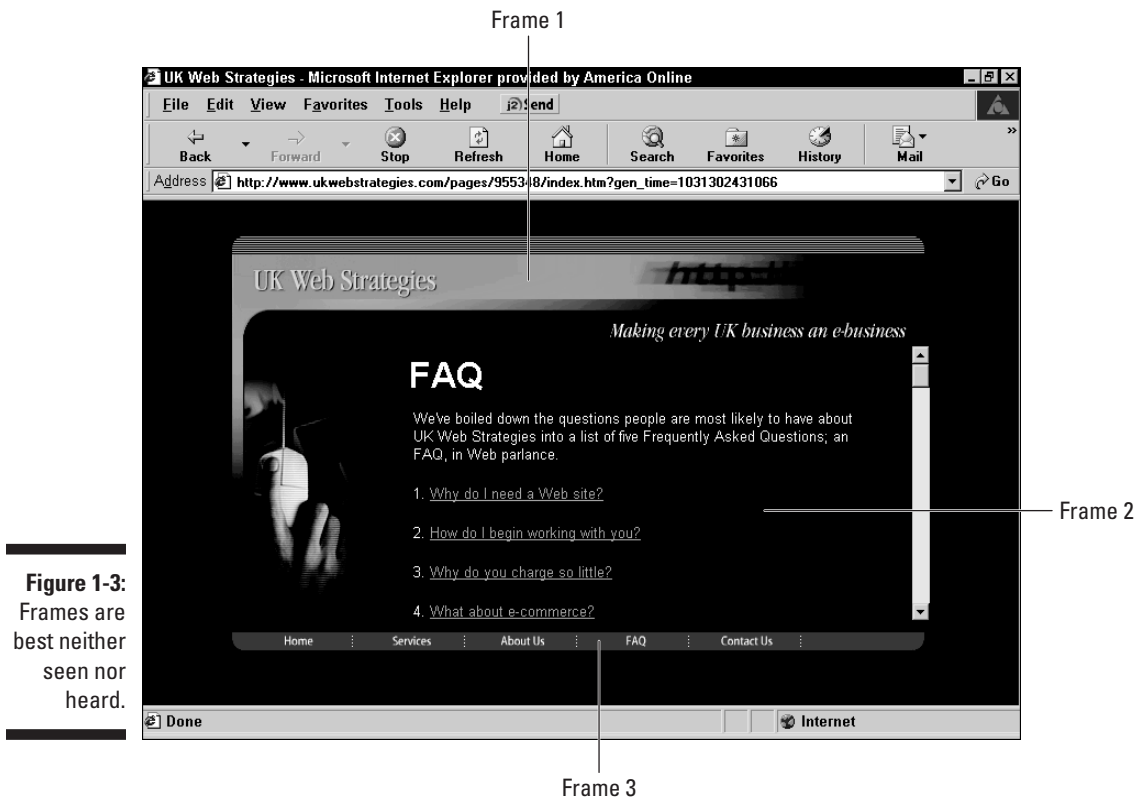 Frame 1
UK Web Strategies - Microsoft Internet Explorer provided by America Online
File Edit View Favorites Tools Help Send
Back Forward Stop Refresh Home Search Favorites History Mail »
Address http://www.ukwebstrategies.com/pages/955348/index.htm?gen_time=1031302431066 Go
UK Web Strategies
Making every UK business an e-business
FAQ
We've boiled down the questions people are most likely to have about
UK Web Strategies into a list of five Frequently Asked Questions; an
FAQ, in Web parlance.
1. Why do I need a Web site?
2. How do I begin working with you?
3. Why do you charge so little?
4. What about e-commerce?
Home Services About Us FAQ Contact Us
Done Internet
Frame 2
Frame 3
Figure 1-3:
Frames are
best neither
seen nor
heard.